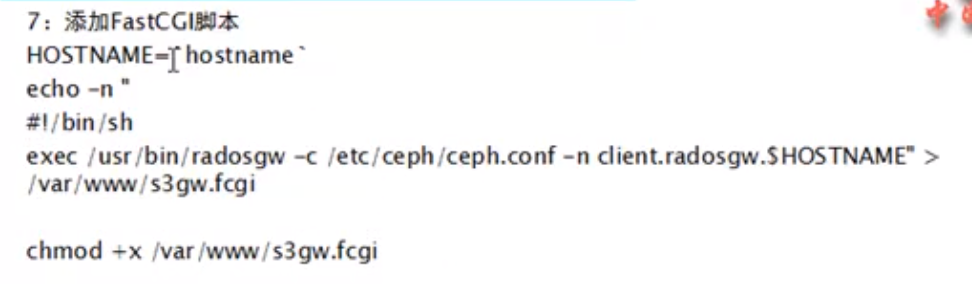 7：添加FastCGI脚本
HOSTNAME=`hostname`
echo -n "
#!/bin/sh
exec /usr/bin/radosgw -c /etc/ceph/ceph.conf -n client.radosgw.$HOSTNAME" >
/var/www/s3gw.fcgi
chmod +x /var/www/s3gw.fcgi